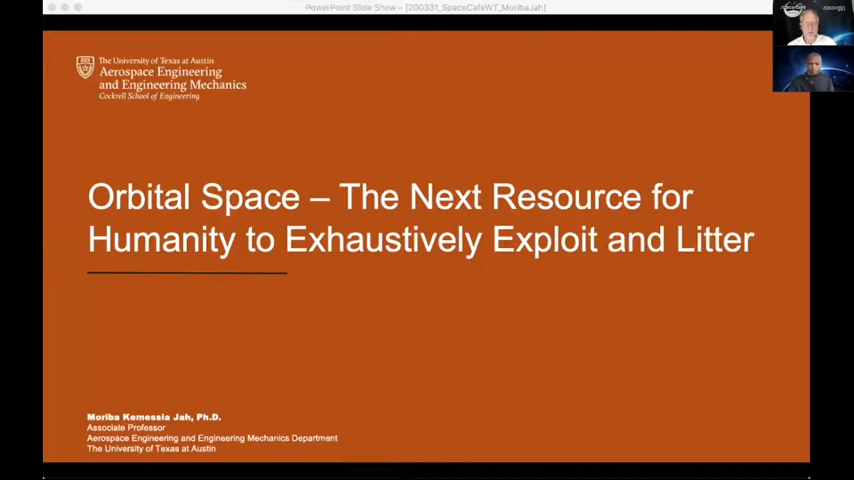 PowerPoint Slide Show – [200331_SpaceCafeWT_MoribaJah]
The University of Texas at Austin
Aerospace Engineering
and Engineering Mechanics
Cockrell School of Engineering
Orbital Space – The Next Resource for
Humanity to Exhaustively Exploit and Litter
Moriba Kemessia Jah, Ph.D.
Associate Professor
Aerospace Engineering and Engineering Mechanics Department
The University of Texas at Austin